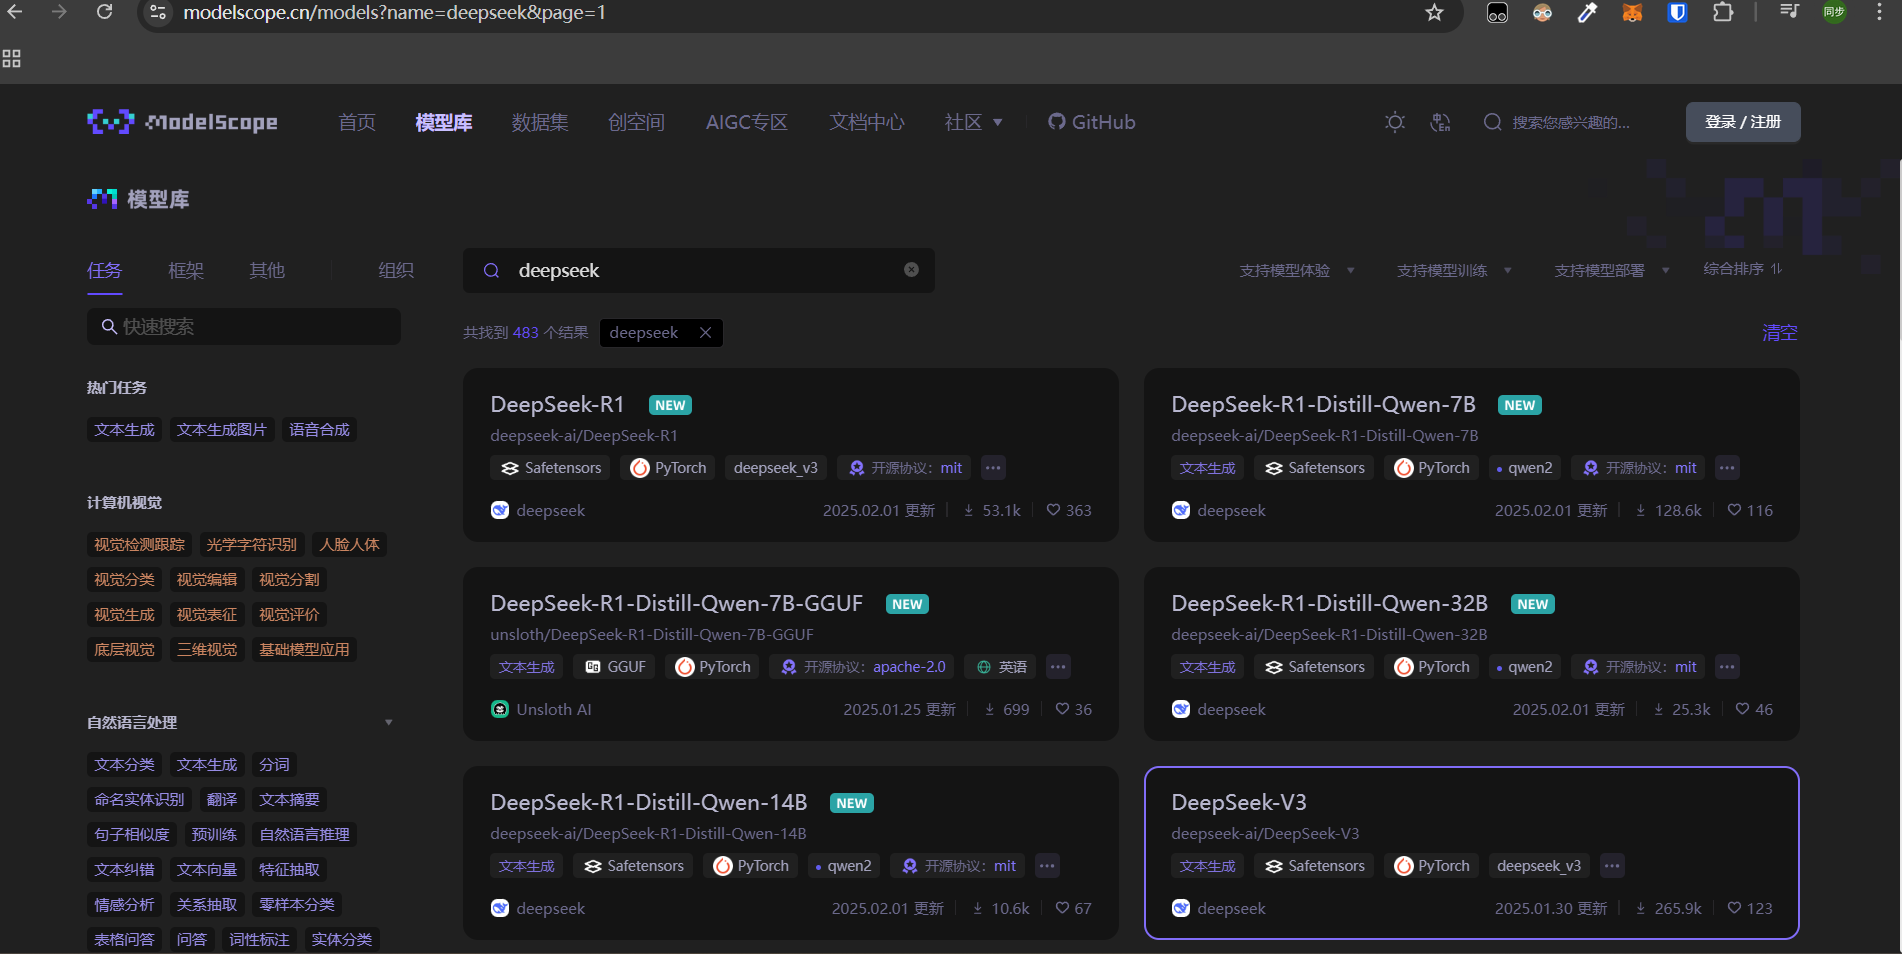 modelscope.cn/models?name=deepseek&page=1
同步
ModelScope 首页 模型库 数据集 创空间 AIGC专区 文档中心 社区 GitHub 搜索您感兴趣的... 登录 / 注册
模型库
任务 框架 其他 组织
快速搜索
热门任务
文本生成 文本生成图片 语音合成
计算机视觉
视觉检测跟踪 光学字符识别 人脸人体
视觉分类 视觉编辑 视觉分割
视觉生成 视觉表征 视觉评价
底层视觉 三维视觉 基础模型应用
自然语言处理
文本分类 文本生成 分词
命名实体识别 翻译 文本摘要
句子相似度 预训练 自然语言推理
文本纠错 文本向量 特征抽取
情感分析 关系抽取 零样本分类
表格问答 问答 词性标注 实体分类
deepseek 支持模型体验 支持模型训练 支持模型部署 综合排序
共找到 483 个结果 deepseek 清空
DeepSeek-R1 NEW
deepseek-ai/DeepSeek-R1
Safetensors PyTorch deepseek_v3 开源协议：mit ...
deepseek 2025.02.01 更新 53.1k 363
DeepSeek-R1-Distill-Qwen-7B NEW
deepseek-ai/DeepSeek-R1-Distill-Qwen-7B
文本生成 Safetensors PyTorch qwen2 开源协议：mit ...
deepseek 2025.02.01 更新 128.6k 116
DeepSeek-R1-Distill-Qwen-7B-GGUF NEW
unsloth/DeepSeek-R1-Distill-Qwen-7B-GGUF
文本生成 GGUF PyTorch 开源协议：apache-2.0 英语 ...
Unsloth AI 2025.01.25 更新 699 36
DeepSeek-R1-Distill-Qwen-32B NEW
deepseek-ai/DeepSeek-R1-Distill-Qwen-32B
文本生成 Safetensors PyTorch qwen2 开源协议：mit ...
deepseek 2025.02.01 更新 25.3k 46
DeepSeek-R1-Distill-Qwen-14B NEW
deepseek-ai/DeepSeek-R1-Distill-Qwen-14B
文本生成 Safetensors PyTorch qwen2 开源协议：mit ...
deepseek 2025.02.01 更新 10.6k 67
DeepSeek-V3
deepseek-ai/DeepSeek-V3
文本生成 Safetensors PyTorch deepseek_v3 ...
deepseek 2025.01.30 更新 265.9k 123